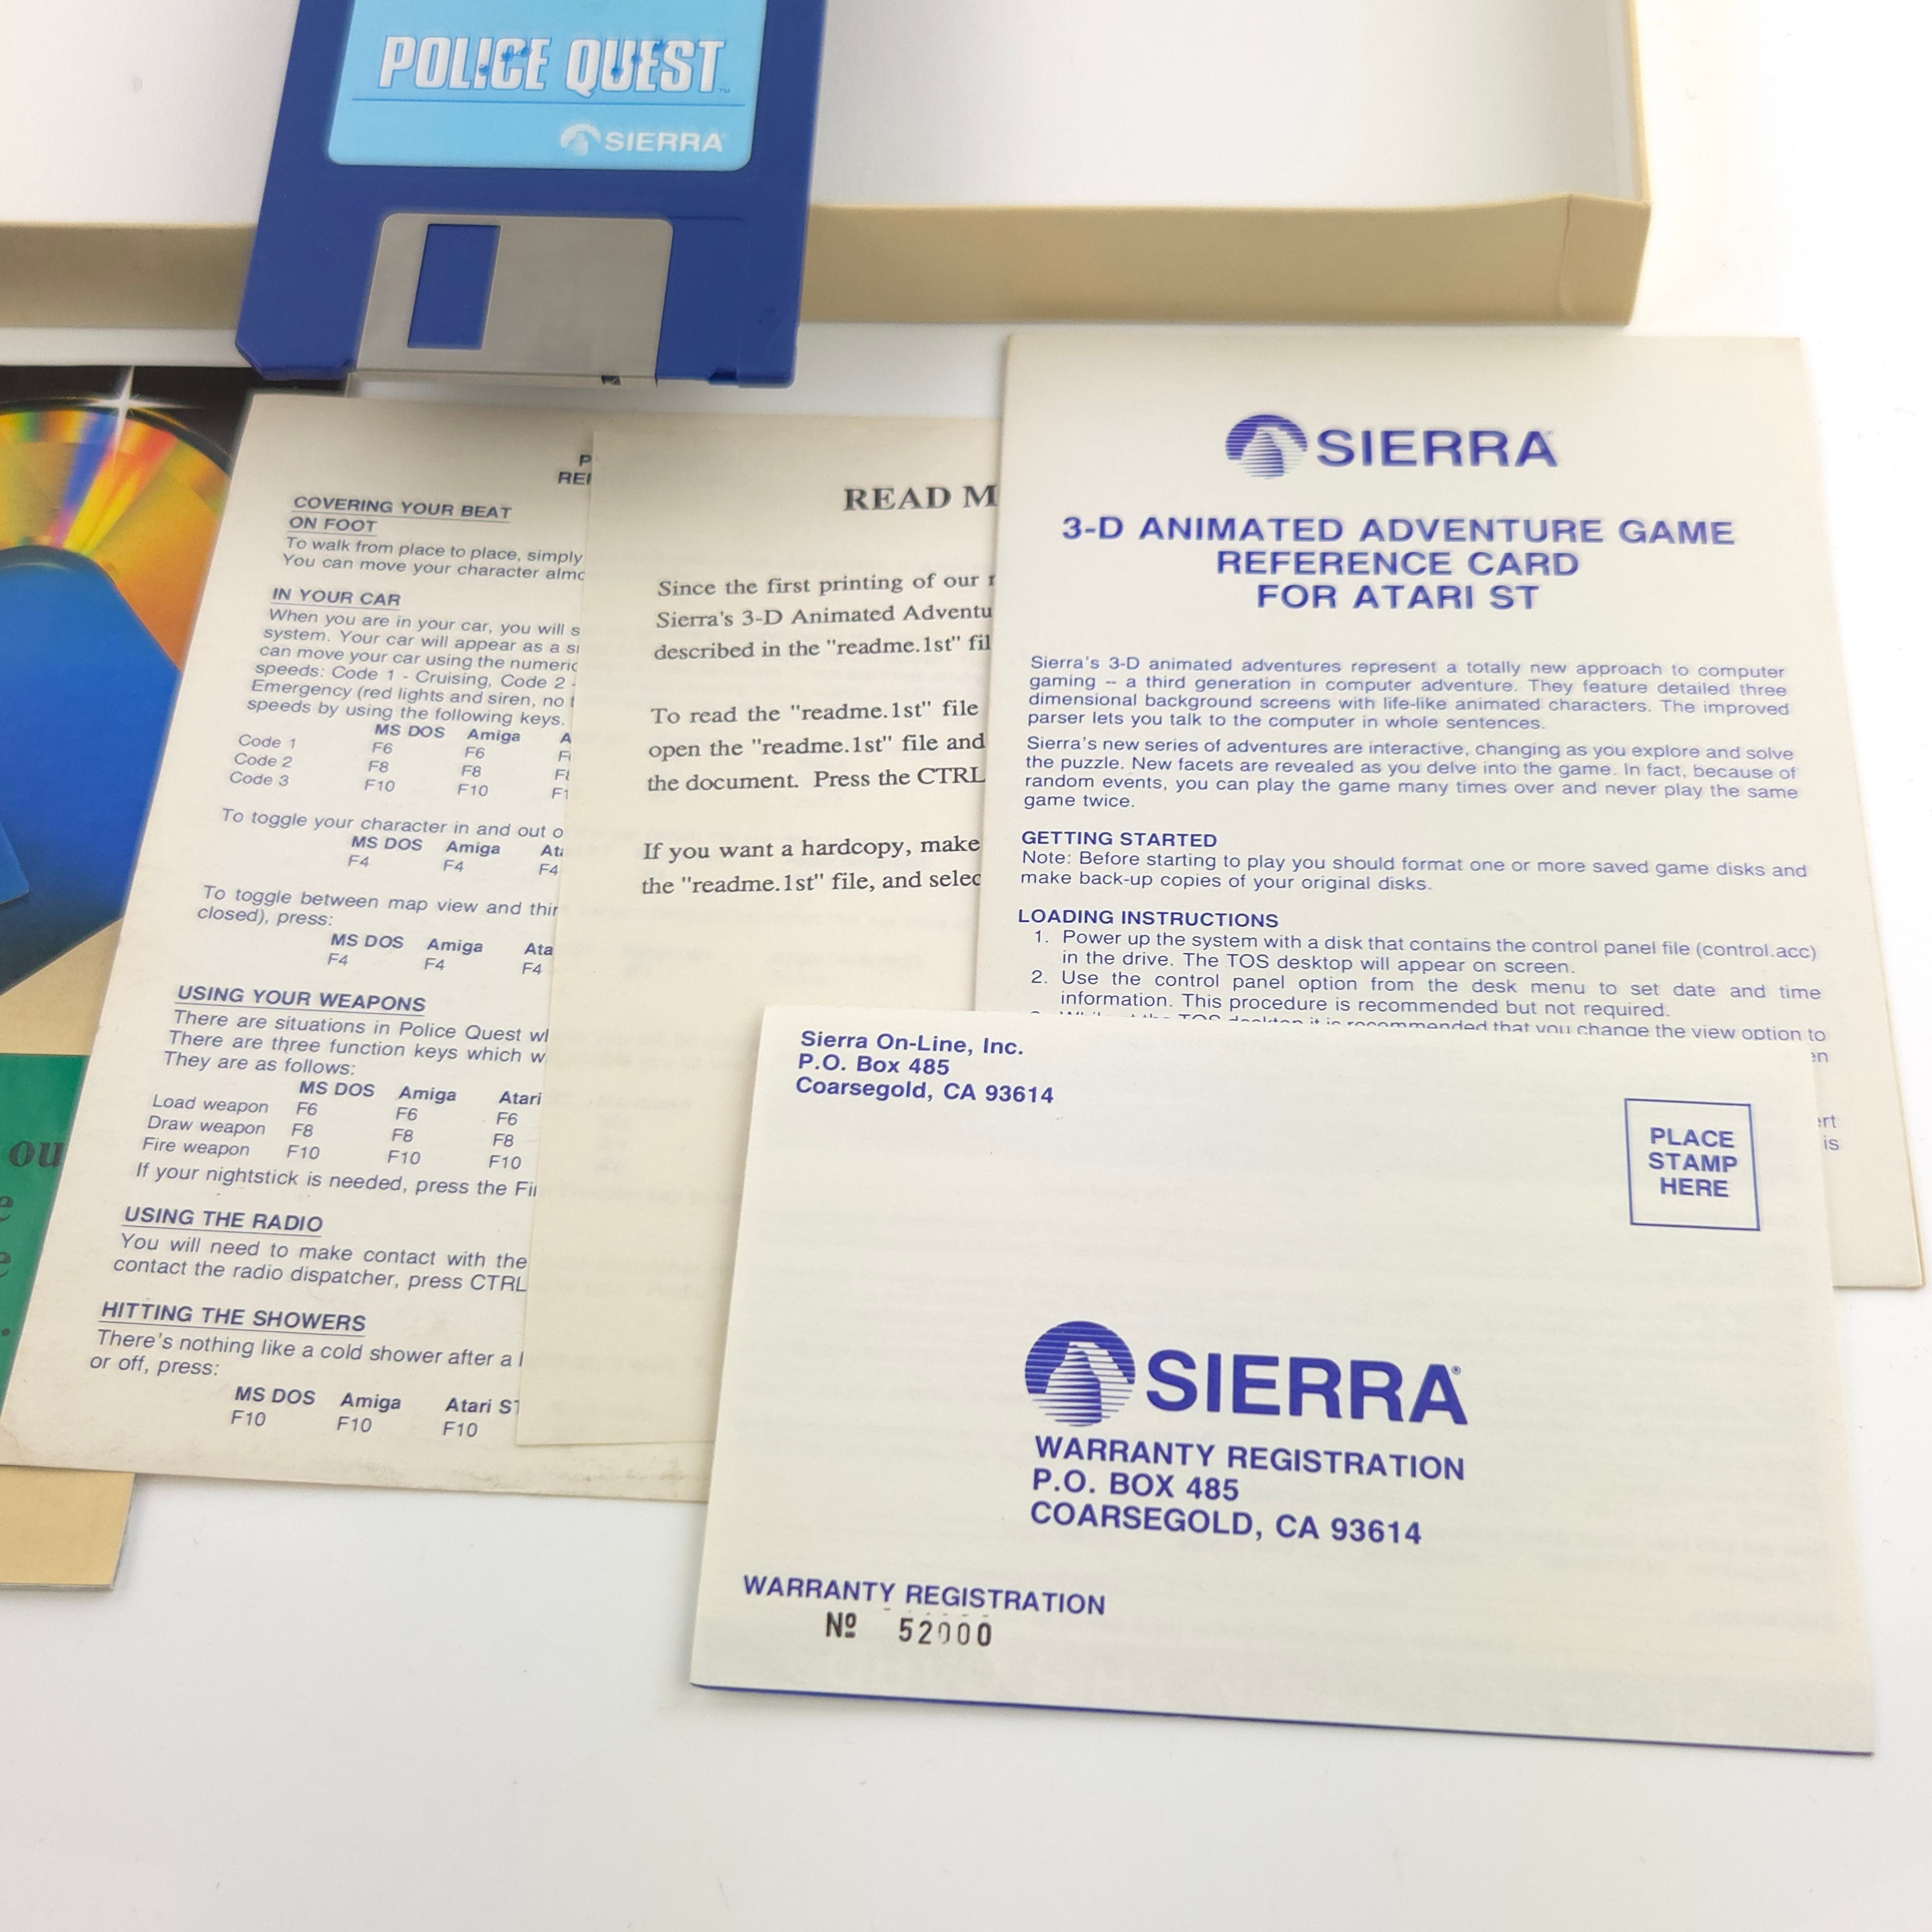 POLICE QUEST™
SIERRA
COVERING YOUR BEAT
ON FOOT
To walk from place to place, simply
You can move your character
IN YOUR CAR
When you are in your car, you will
system. Your car will appear as a
can move your car using the
speeds: Code 1 - Cruising, Code 2 -
Emergency (red lights and siren, no
speeds by using the following keys.
MS DOS Amiga A
Code 1 F6 F6
Code 2 F8 F8
Code 3 F10 F10
To toggle your character in and out
MS DOS Amiga
F4 F4 F4
To toggle between map view and
closed), press:
MS DOS Amiga Ata
F4 F4 F4
USING YOUR WEAPONS
There are situations in Police Quest
There are three function keys which
They are as follows:
MS DOS Amiga Atari
Load weapon F6 F6 F6
Draw weapon F8 F8 F8
Fire weapon F10 F10 F10
If your nightstick is needed, press the
USING THE RADIO
You will need to make contact with the
contact the radio dispatcher, press CTRL
HITTING THE SHOWERS
There's nothing like a cold shower after a
or off, press:
MS DOS Amiga Atari ST
F10 F10 F10
READ M
Since the first printing of our
Sierra's 3-D Animated
described in the "readme.1st"
To read the "readme.1st" file
open the "readme.1st" file and
the document. Press the CTRL
If you want a hardcopy, make
the "readme.1st" file, and
SIERRA
3-D ANIMATED ADVENTURE GAME
REFERENCE CARD
FOR ATARI ST
Sierra's 3-D animated adventures represent a totally new approach to computer
gaming -- a third generation in computer adventure. They feature detailed three
dimensional background screens with life-like animated characters. The improved
parser lets you talk to the computer in whole sentences.
Sierra's new series of adventures are interactive, changing as you explore and solve
the puzzle. New facets are revealed as you delve into the game. In fact, because of
random events, you can play the game many times over and never play the same
game twice.
GETTING STARTED
Note: Before starting to play you should format one or more saved game disks and
make back-up copies of your original disks.
LOADING INSTRUCTIONS
1. Power up the system with a disk that contains the control panel file (control.acc)
in the drive. The TOS desktop will appear on screen.
2. Use the control panel option from the desk menu to set date and time
information. This procedure is recommended but not required.
TOS desktop it is recommended that you change the view option to
is
Sierra On-Line, Inc.
P.O. Box 485
Coarsegold, CA 93614
PLACE
STAMP
HERE
SIERRA®
WARRANTY REGISTRATION
P.O. BOX 485
COARSEGOLD, CA 93614
WARRANTY REGISTRATION
Nº 52000